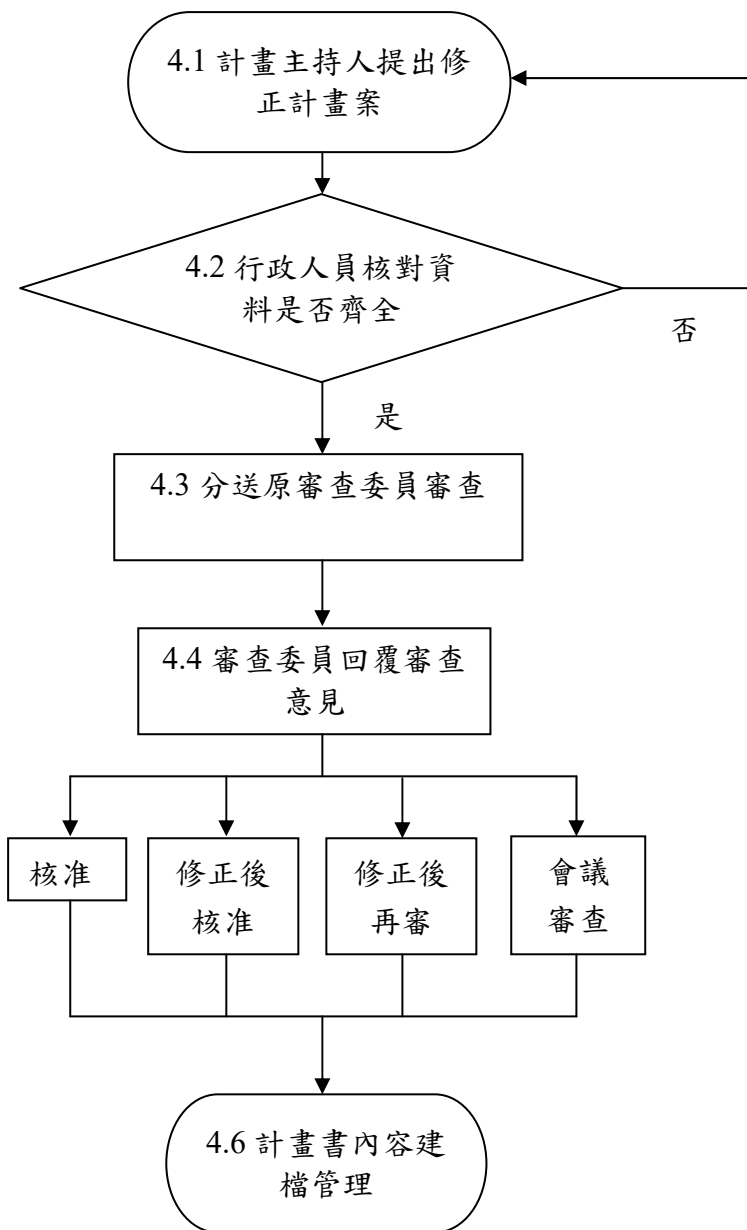 4.1 計畫主持人提出修
正計畫案
4.2 行政人員核對資
料是否齊全
否
是
4.3 分送原審查委員審查
4.4 審查委員回覆審查
意見
核准
修正後
核准
修正後
再審
會議
審查
4.6 計畫書內容建
檔管理